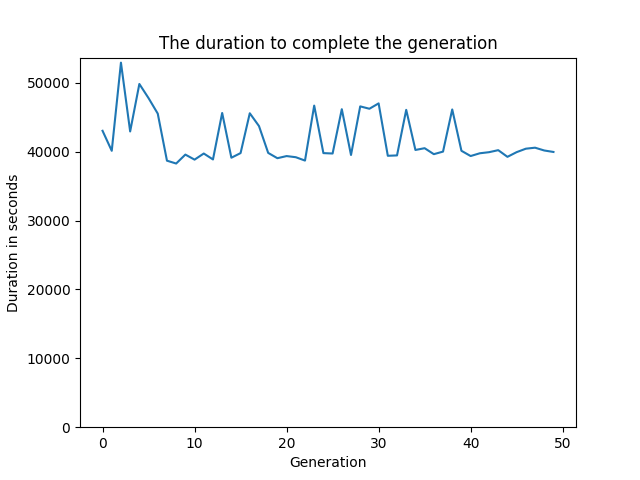 The duration to complete the generation
Duration in seconds
50000
40000
30000
20000
10000
0
0 10 20 30 40 50
Generation